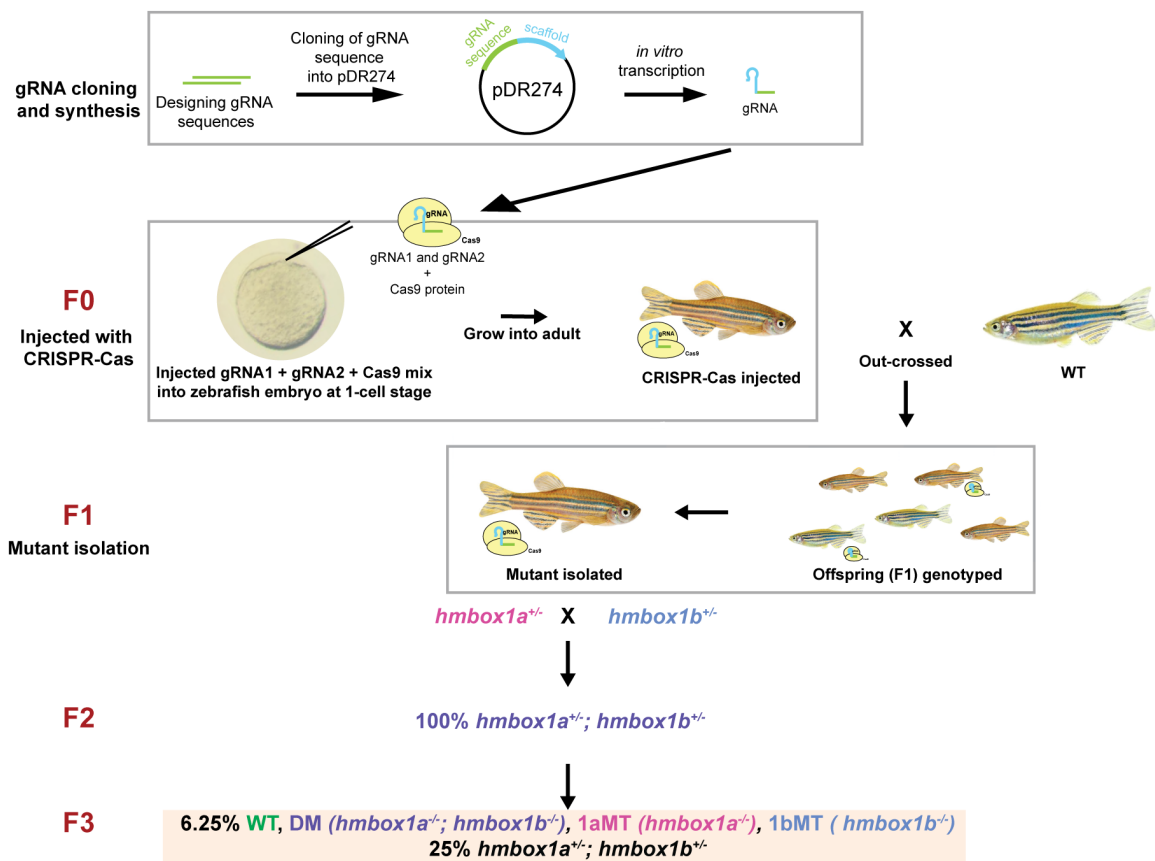 gRNA cloning
and synthesis
Designing gRNA
sequences
Cloning of gRNA
sequence
into pDR274
gRNA
sequence
scaffold
pDR274
in vitro
transcription
gRNA
F0
Injected with
CRISPR-Cas
gRNA
Cas9
gRNA1 and gRNA2
+
Cas9 protein
Injected gRNA1 + gRNA2 + Cas9 mix
into zebrafish embryo at 1-cell stage
Grow into adult
gRNA
Cas9
CRISPR-Cas injected
X
Out-crossed
WT
F1
Mutant isolation
gRNA
Cas9
Mutant isolated
Offspring (F1) genotyped
hmbox1a+/- X hmbox1b+/-
F2
100% hmbox1a+/-; hmbox1b+/-
F3
6.25% WT, DM (hmbox1a-/-; hmbox1b-/-), 1aMT (hmbox1a-/-), 1bMT ( hmbox1b-/-)
25% hmbox1a+/-; hmbox1b+/-